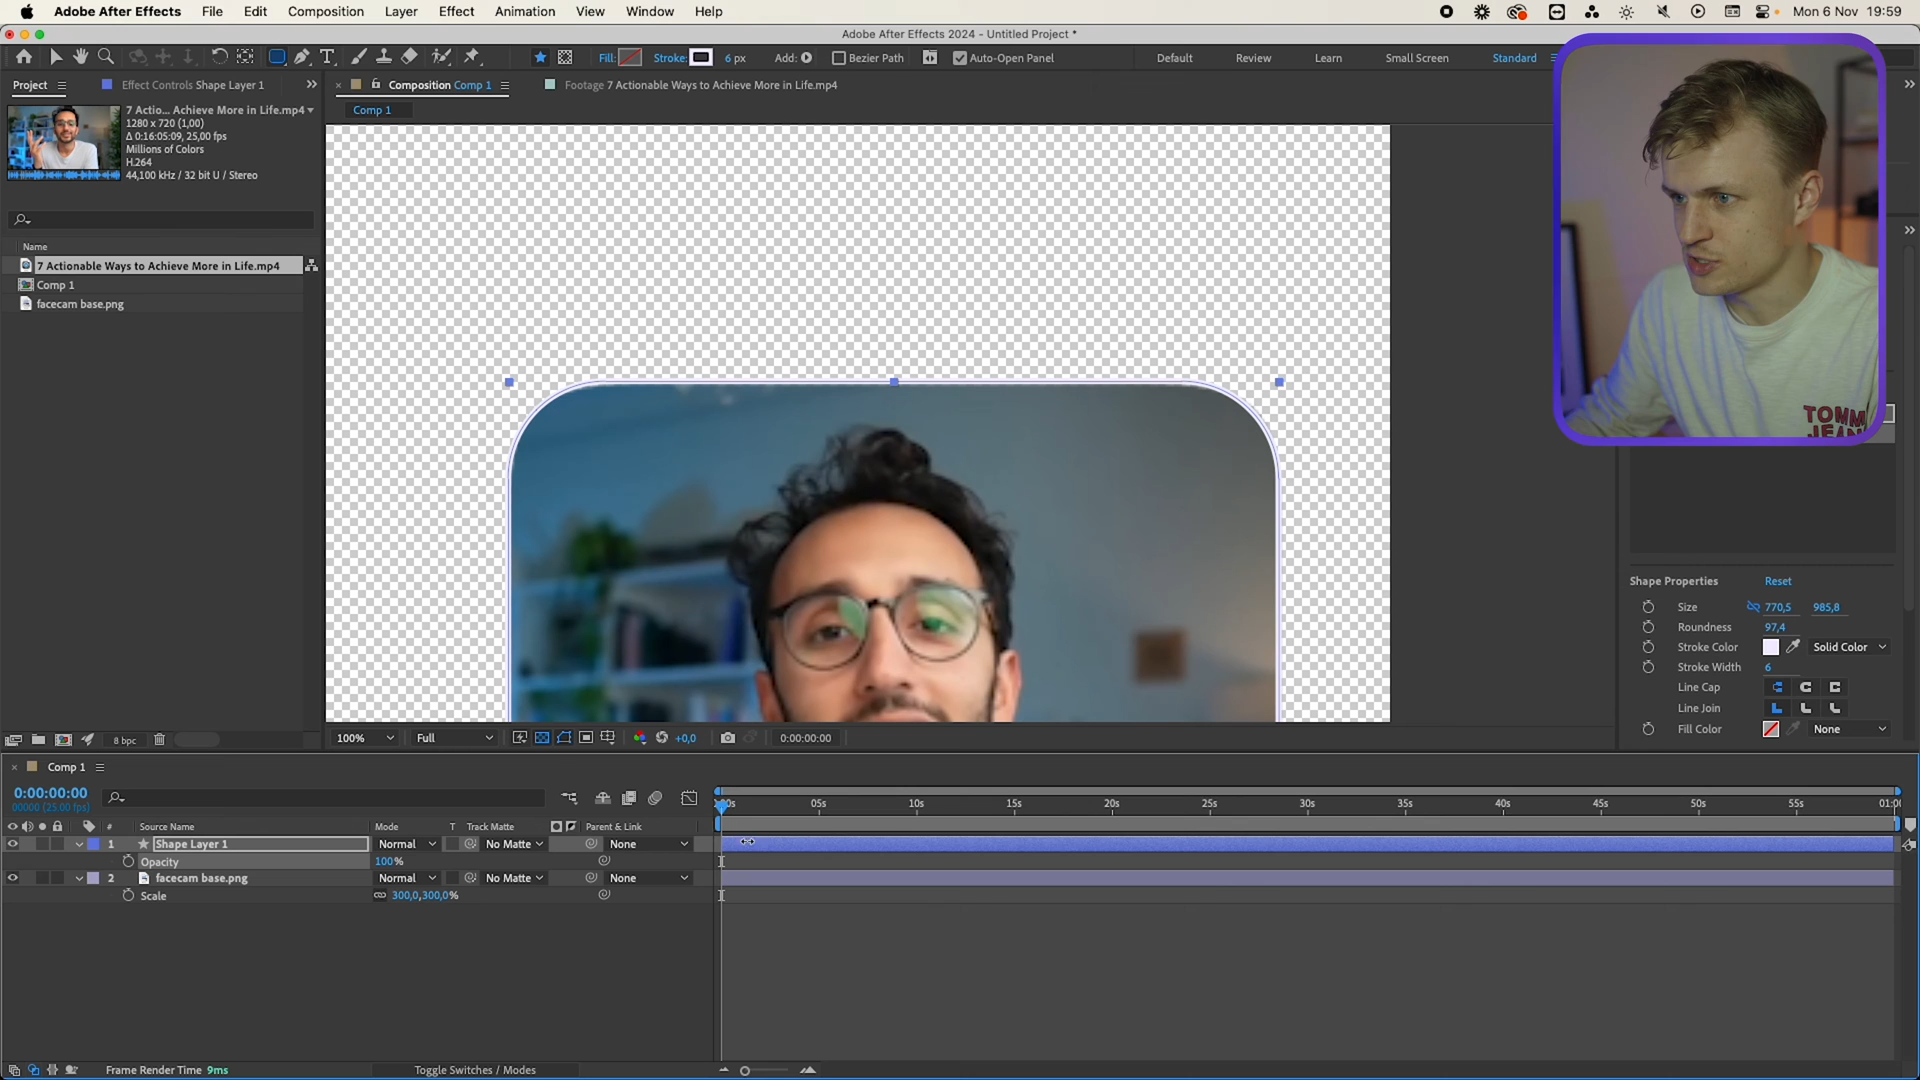 Adobe After Effects File Edit Composition Layer Effect Animation View Window Help Mon 6 Nov 19:59
Adobe After Effects 2024 - Untitled Project *
Fill: Stroke: 6 px Add: Bezier Path Auto-Open Panel Default Review Learn Small Screen Standard
Project Effect Controls Shape Layer 1 Composition Comp 1 Footage 7 Actionable Ways to Achieve More in Life.mp4
7 Actio... Achieve More in Life.mp4
1280 x 720 (1,00)
Δ 0:16:05:09, 25,00 fps
Millions of Colors
H.264
44,100 kHz / 32 bit U / Stereo
Comp 1
Name
7 Actionable Ways to Achieve More in Life.mp4
Comp 1
facecam base.png
TOMM
JEAN
Shape Properties Reset
Size 770,5 985,8
Roundness 97,4
Stroke Color Solid Color
Stroke Width 6
Line Cap
Line Join
Fill Color None
8 bpc 100% Full +0,0 0:00:00:00
Comp 1
0:00:00:00
00000 (25.00 fps)
05s 10s 15s 20s 25s 30s 35s 40s 45s 50s 55s 01:0
# Source Name Mode T Track Matte Parent & Link
1 Shape Layer 1 Normal No Matte None
Opacity 100%
2 facecam base.png Normal No Matte None
Scale 300,0,300,0%
Frame Render Time 9ms Toggle Switches / Modes